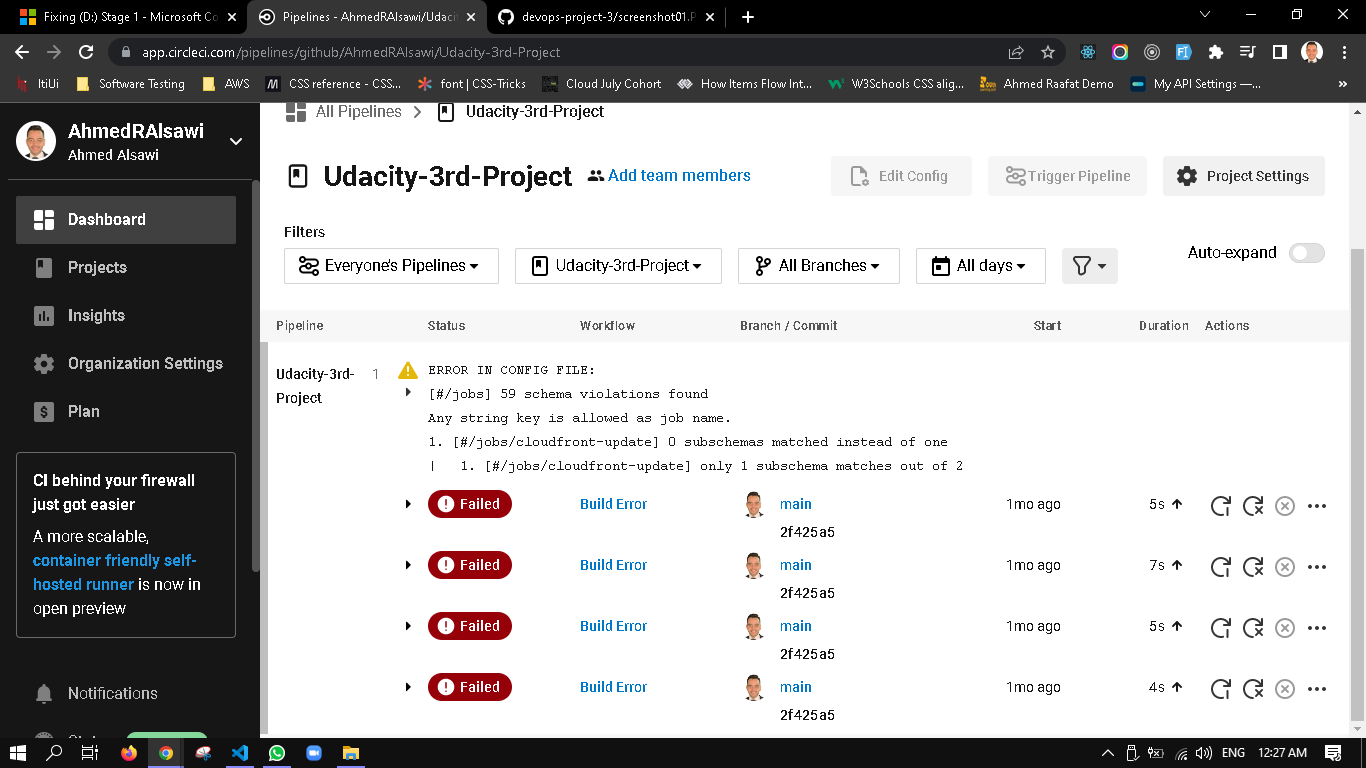 Fixing (D:) Stage 1 - Microsoft Co
Pipelines - AhmedRAlsawi/Udacit
devops-project-3/screenshot01.P
app.circleci.com/pipelines/github/AhmedRAlsawi/Udacity-3rd-Project
ItiUi
Software Testing
AWS
CSS reference - CSS...
font | CSS-Tricks
Cloud July Cohort
How Items Flow Int...
W3Schools CSS alig...
Ahmed Raafat Demo
My API Settings —...
»
AhmedRAlsawi
Ahmed Alsawi
Dashboard
Projects
Insights
Organization Settings
Plan
CI behind your firewall
just got easier
A more scalable,
container friendly self-
hosted runner is now in
open preview
Notifications
All Pipelines
Udacity-3rd-Project
Udacity-3rd-Project
Add team members
Edit Config
Trigger Pipeline
Project Settings
Filters
Everyone's Pipelines
Udacity-3rd-Project
All Branches
All days
Auto-expand
Pipeline Status Workflow Branch / Commit Start Duration Actions
Udacity-3rd-
Project
1
ERROR IN CONFIG FILE:
[#/jobs] 59 schema violations found
Any string key is allowed as job name.
1. [#/jobs/cloudfront-update] 0 subschemas matched instead of one
| 1. [#/jobs/cloudfront-update] only 1 subschema matches out of 2
Failed Build Error main 1mo ago 5s
2f425a5
Failed Build Error main 1mo ago 7s
2f425a5
Failed Build Error main 1mo ago 5s
2f425a5
Failed Build Error main 1mo ago 4s
2f425a5
ENG 12:27 AM